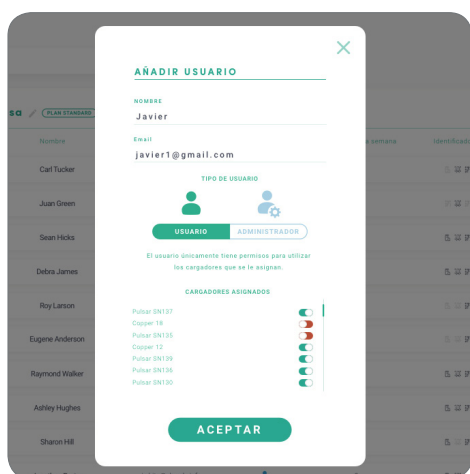 AÑADIR USUARIO
NOMBRE
Javier
Email
javier1@gmail.com
TIPO DE USUARIO
USUARIO
ADMINISTRADOR
El usuario únicamente tiene permisos para utilizar
los cargadores que se le asignan.
CARGADORES ASIGNADOS
Pulsar SN137
Copper 18
Pulsar SN135
Copper 12
Pulsar SN139
Pulsar SN136
Pulsar SN130
ACEPTAR
sa
PLAN STANDARD
Nombre
semana
Identificado
Carl Tucker
Juan Green
Sean Hicks
Debra James
Roy Larson
Eugene Anderson
Raymond Walker
Ashley Hughes
Sharon Hill